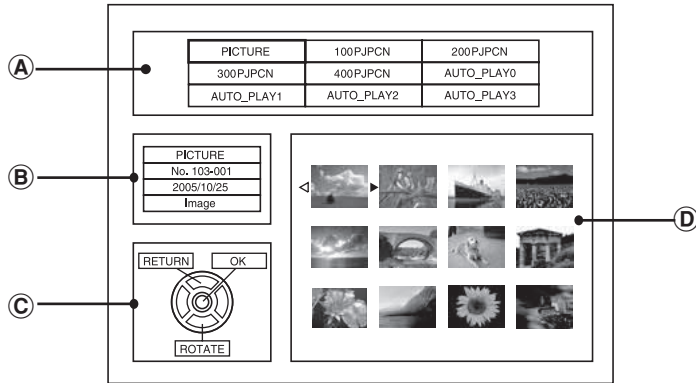 A
PICTURE 100PJPCN 200PJPCN
300PJPCN 400PJPCN AUTO_PLAY0
AUTO_PLAY1 AUTO_PLAY2 AUTO_PLAY3
B
PICTURE
No. 103-001
2005/10/25
Image
C
RETURN OK
ROTATE
D